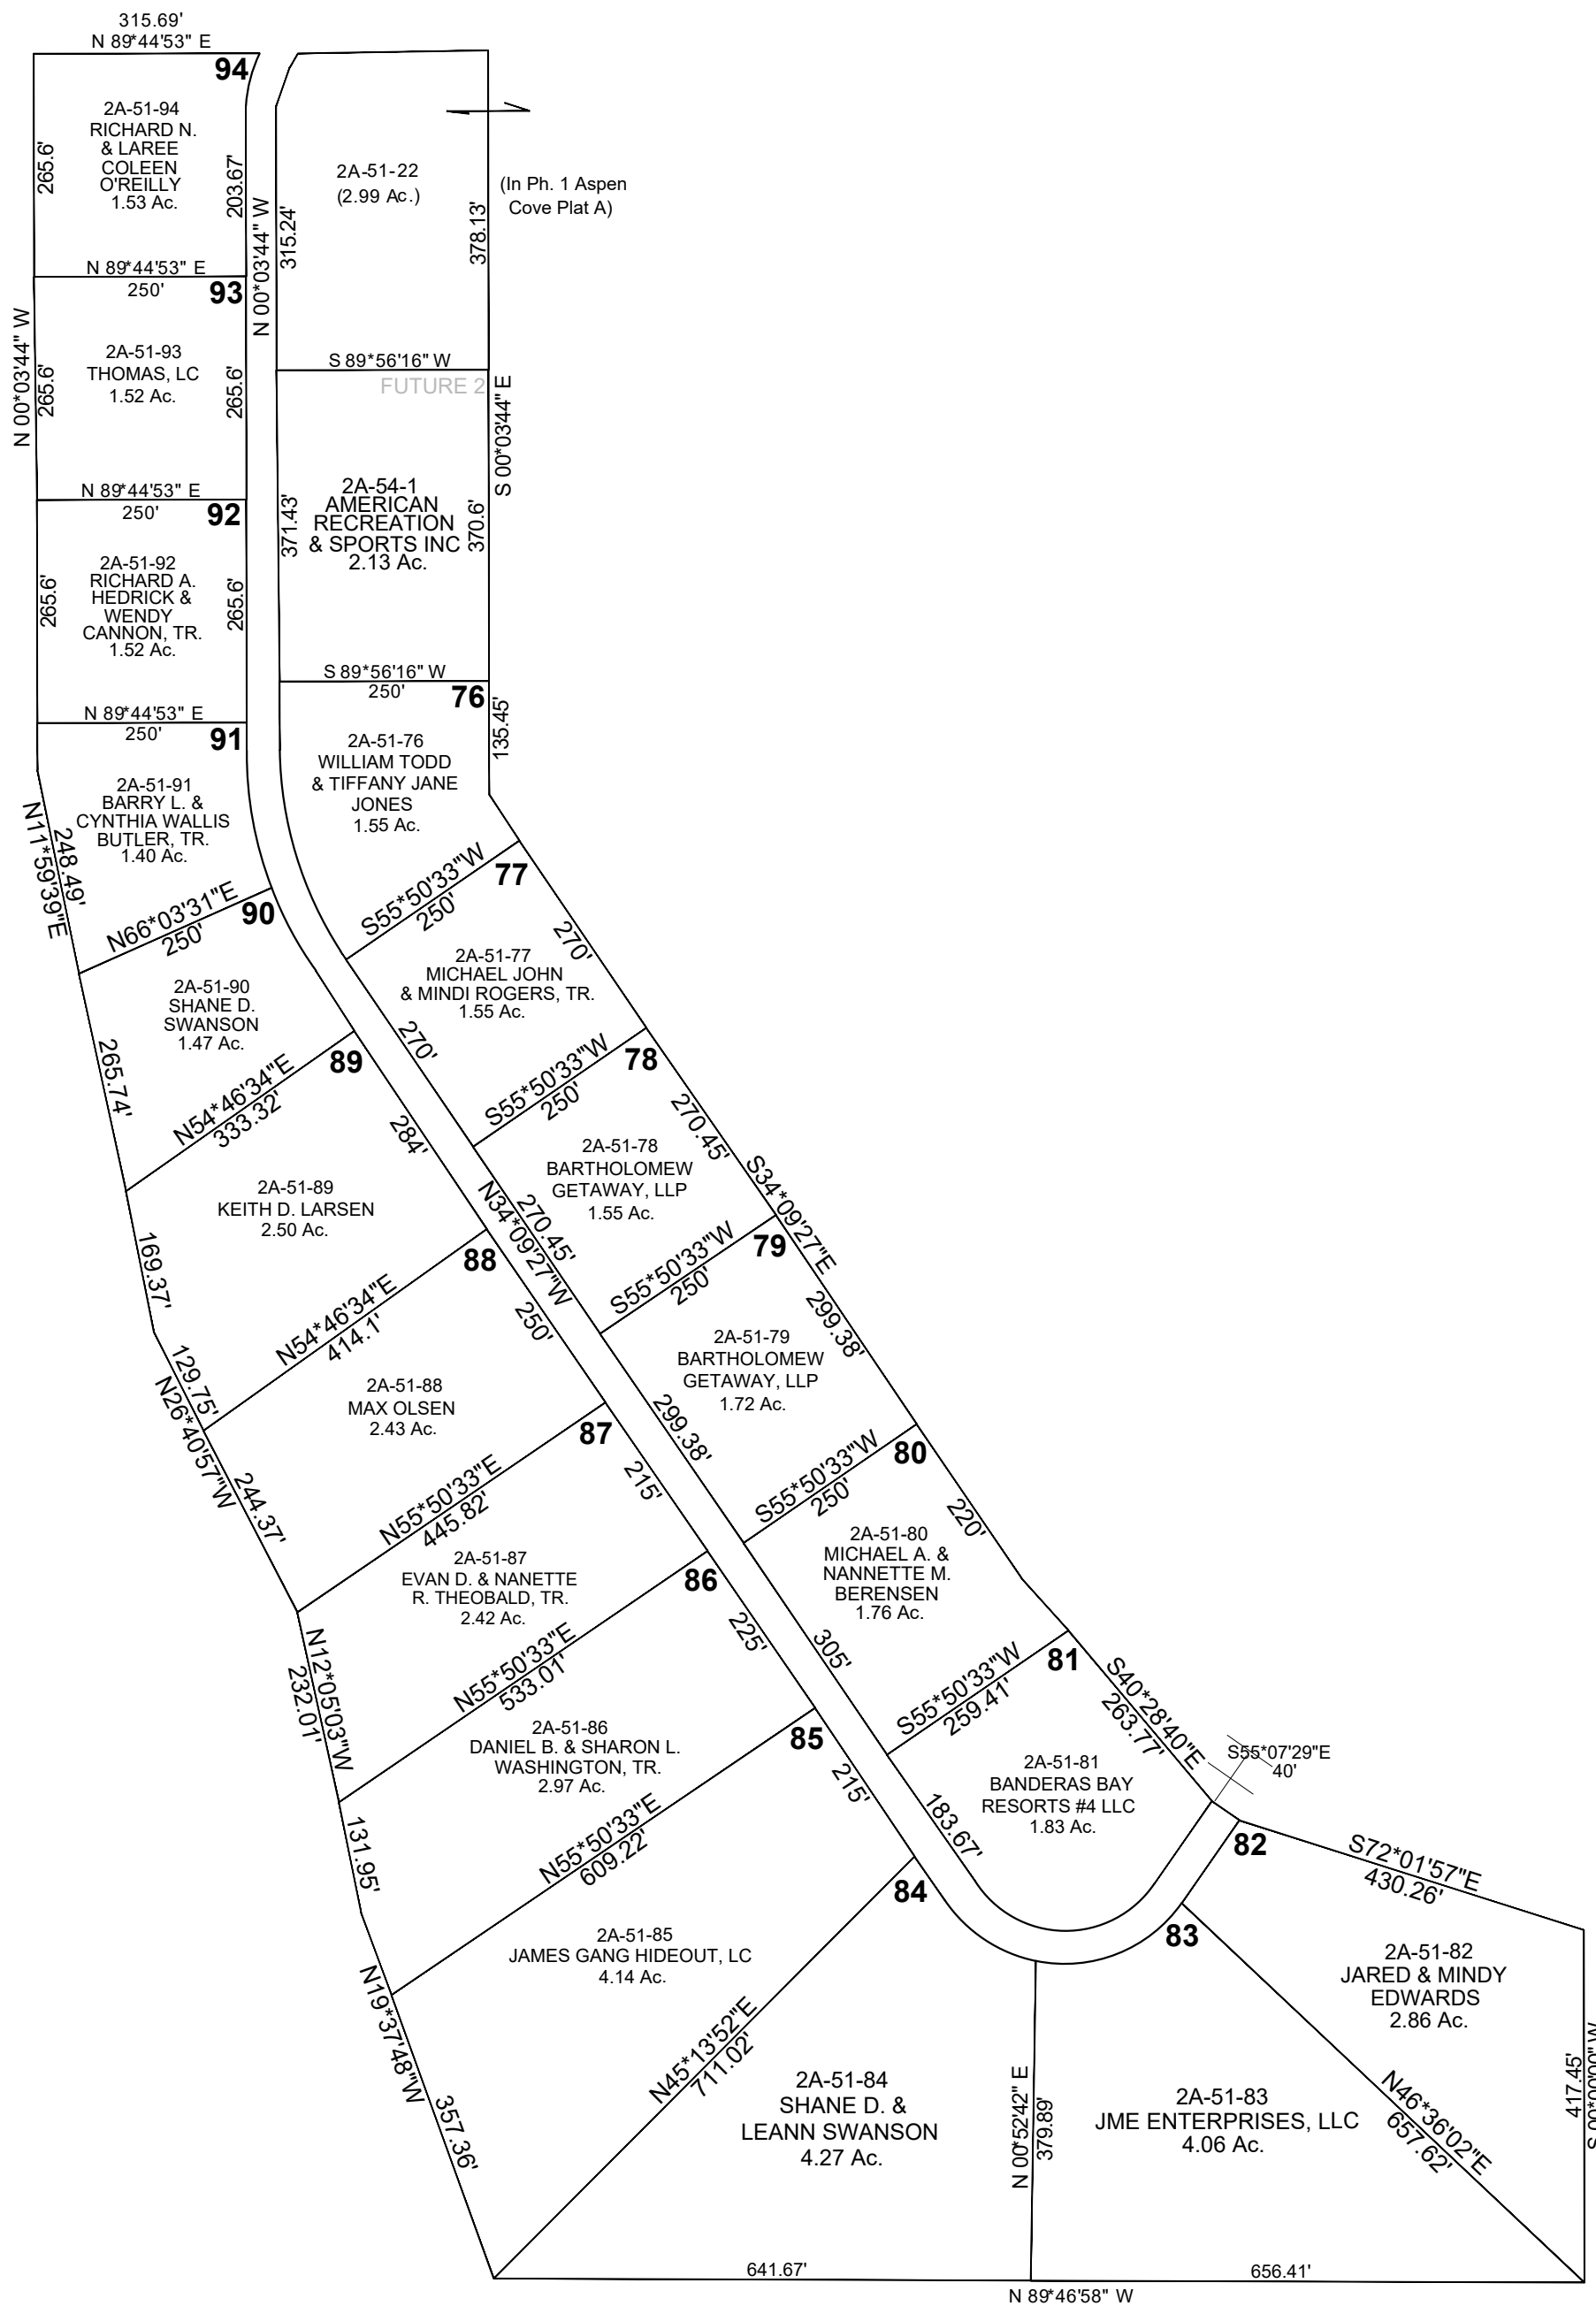 315.69'
N 89*44'53" E
94
2A-51-94
RICHARD N.
& LAREE
COLEEN
O'REILLY
1.53 Ac.
265.6'
203.67'
N 00*03'44" W
315.24'
2A-51-22
(2.99 Ac.)
378.13'
(In Ph. 1 Aspen
Cove Plat A)
N 89*44'53" E
250'
93
N 00*03'44" W
265.6'
2A-51-93
THOMAS, LC
1.52 Ac.
265.6'
S 89*56'16" W
FUTURE 2
S 00*03'44" E
2A-54-1
AMERICAN
RECREATION
& SPORTS INC
2.13 Ac.
371.43'
370.6'
N 89*44'53" E
250'
92
2A-51-92
RICHARD A.
HEDRICK &
WENDY
CANNON, TR.
1.52 Ac.
265.6'
265.6'
S 89*56'16" W
250'
76
135.45'
N 89*44'53" E
250'
91
2A-51-76
WILLIAM TODD
& TIFFANY JANE
JONES
1.55 Ac.
2A-51-91
BARRY L. &
CYNTHIA WALLIS
BUTLER, TR.
1.40 Ac.
248.49'
N11*59'39"E
S55*50'33"W
250'
77
N66*03'31"E
250'
90
270'
2A-51-77
MICHAEL JOHN
& MINDI ROGERS, TR.
1.55 Ac.
270'
2A-51-90
SHANE D.
SWANSON
1.47 Ac.
265.74'
S55*50'33"W
250'
78
N54*46'34"E
333.32'
89
284'
270.45'
2A-51-78
BARTHOLOMEW
GETAWAY, LLP
1.55 Ac.
S34*09'27"E
N34*09'27"W
270.45'
2A-51-89
KEITH D. LARSEN
2.50 Ac.
169.37'
S55*50'33"W
250'
79
N54*46'34"E
414.1'
88
250'
299.38'
2A-51-79
BARTHOLOMEW
GETAWAY, LLP
1.72 Ac.
299.38'
129.75'
N26*40'57"W
244.37'
2A-51-88
MAX OLSEN
2.43 Ac.
87
S55*50'33"W
250'
80
N55*50'33"E
445.82'
215'
220'
2A-51-80
MICHAEL A. &
NANNETTE M.
BERENSEN
1.76 Ac.
2A-51-87
EVAN D. & NANETTE
R. THEOBALD, TR.
2.42 Ac.
86
N12*05'03"W
232.01'
N55*50'33"E
533.01'
225'
305'
S55*50'33"W
259.41'
81
S40*28'40"E
263.77'
2A-51-86
DANIEL B. & SHARON L.
WASHINGTON, TR.
2.97 Ac.
85
S55*07'29"E
40'
2A-51-81
BANDERAS BAY
RESORTS #4 LLC
1.83 Ac.
215'
183.67'
131.95'
N55*50'33"E
609.22'
82
S72*01'57"E
430.26'
84
83
2A-51-85
JAMES GANG HIDEOUT, LC
4.14 Ac.
2A-51-82
JARED & MINDY
EDWARDS
2.86 Ac.
N19*37'48"W
357.36'
N45*13'52"E
711.02'
2A-51-84
SHANE D. &
LEANN SWANSON
4.27 Ac.
N 00*52'42" E
379.89'
2A-51-83
JME ENTERPRISES, LLC
4.06 Ac.
N46*36'02"E
657.62'
417.45'
S 00*00'00" W
641.67'
656.41'
N 89*46'58" W